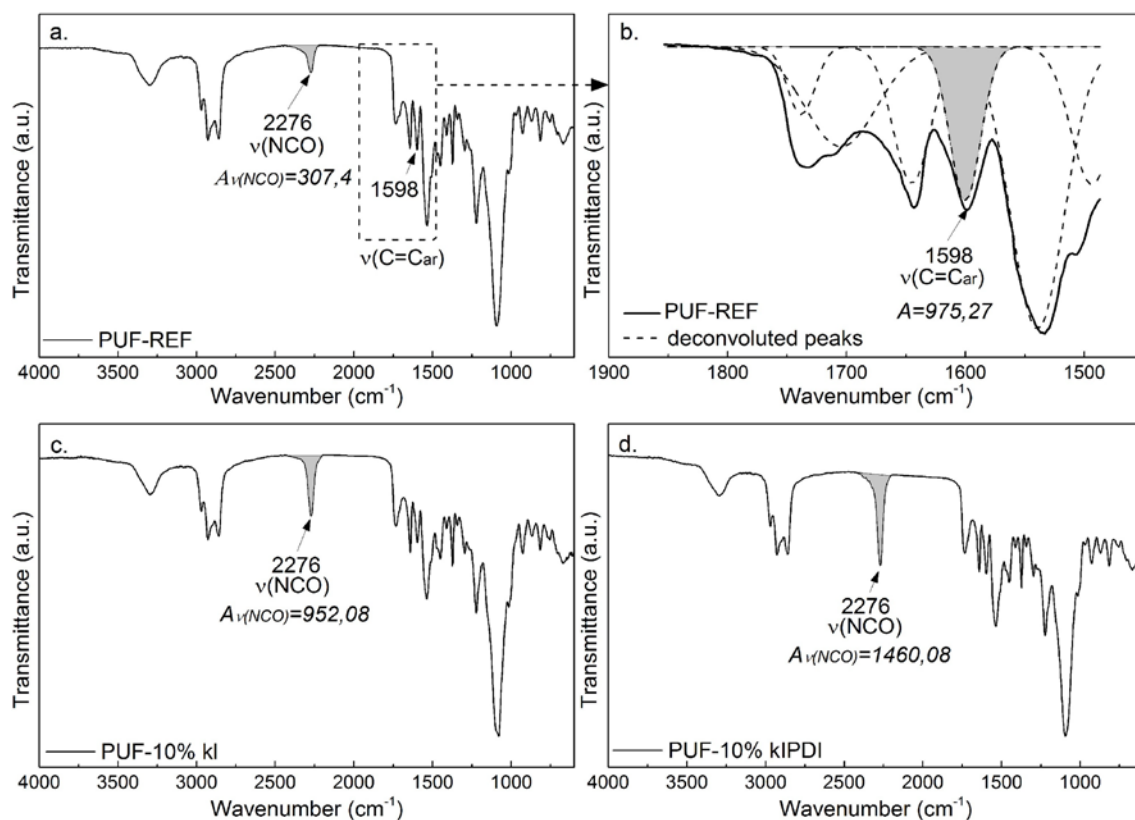 a.
2276
ν(NCO)
Aν(NCO)=307,4
1598
ν(C=Car)
PUF-REF
Transmittance (a.u.)
4000 3500 3000 2500 2000 1500 1000
Wavenumber (cm-1)
b.
1598
ν(C=Car)
A=975,27
PUF-REF
deconvoluted peaks
Transmittance (a.u.)
1900 1800 1700 1600 1500
Wavenumber (cm-1)
c.
2276
ν(NCO)
Aν(NCO)=952,08
PUF-10% kl
Transmittance (a.u.)
4000 3500 3000 2500 2000 1500 1000
Wavenumber (cm-1)
d.
2276
ν(NCO)
Aν(NCO)=1460,08
PUF-10% klPDI
Transmittance (a.u.)
4000 3500 3000 2500 2000 1500 1000
Wavenumber (cm-1)